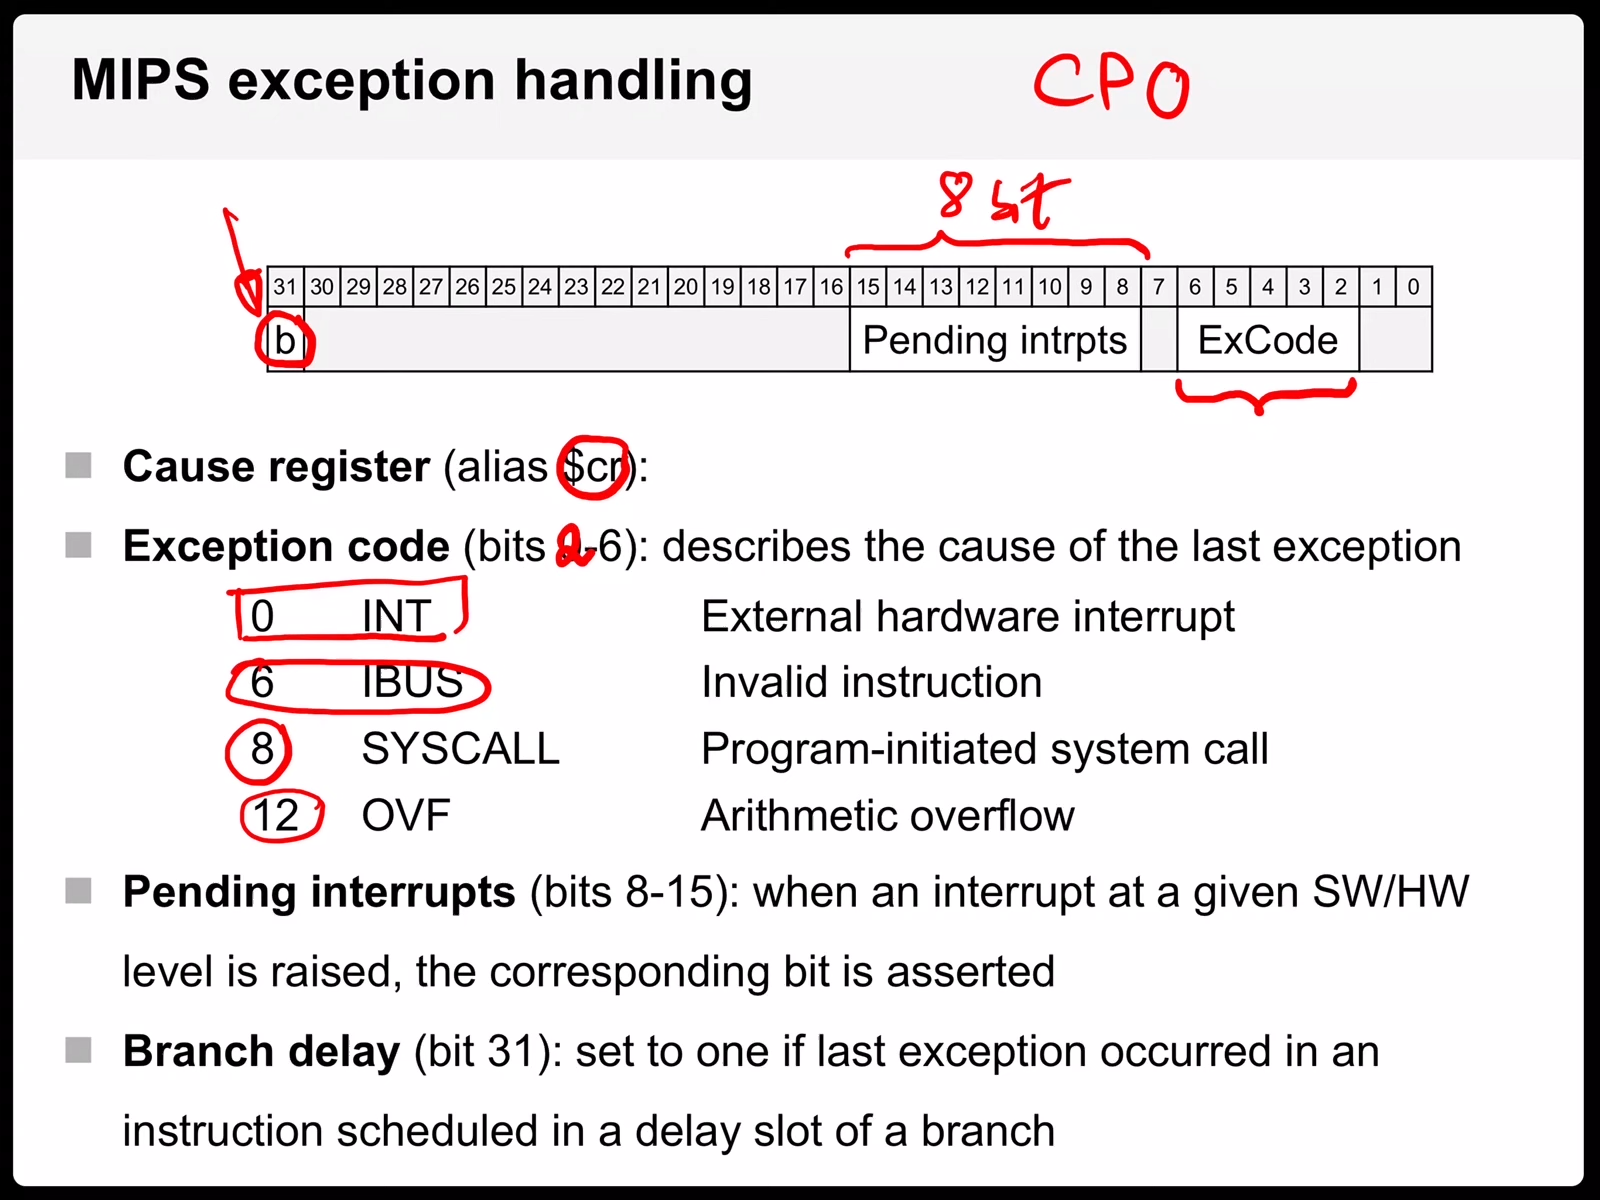 MIPS exception handling CPO
8 bit
31 30 29 28 27 26 25 24 23 22 21 20 19 18 17 16 15 14 13 12 11 10 9 8 7 6 5 4 3 2 1 0
b Pending intrpts ExCode
Cause register (alias $cr):
Exception code (bits 2-6): describes the cause of the last exception
0 INT External hardware interrupt
6 IBUS Invalid instruction
8 SYSCALL Program-initiated system call
12 OVF Arithmetic overflow
Pending interrupts (bits 8-15): when an interrupt at a given SW/HW
level is raised, the corresponding bit is asserted
Branch delay (bit 31): set to one if last exception occurred in an
instruction scheduled in a delay slot of a branch